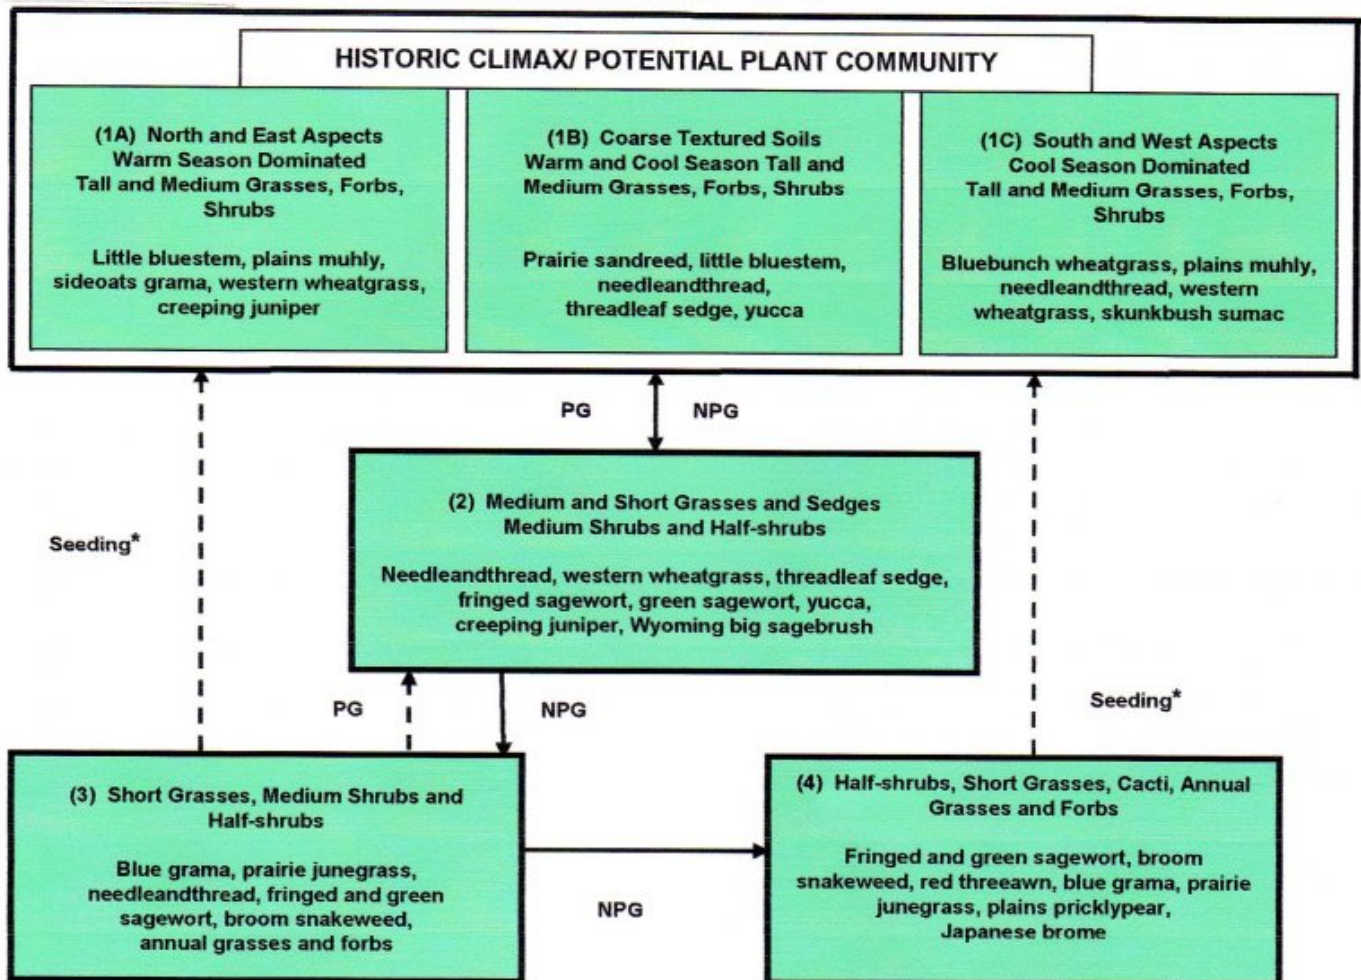 HISTORIC CLIMAX/ POTENTIAL PLANT COMMUNITY
(1A) North and East Aspects
Warm Season Dominated
Tall and Medium Grasses, Forbs,
Shrubs
Little bluestem, plains muhly,
sideoats grama, western wheatgrass,
creeping juniper
(1B) Coarse Textured Soils
Warm and Cool Season Tall and
Medium Grasses, Forbs, Shrubs
Prairie sandreed, little bluestem,
needleandthread,
threadleaf sedge, yucca
(1C) South and West Aspects
Cool Season Dominated
Tall and Medium Grasses, Forbs,
Shrubs
Bluebunch wheatgrass, plains muhly,
needleandthread, western
wheatgrass, skunkbush sumac
PG
NPG
(2) Medium and Short Grasses and Sedges
Medium Shrubs and Half-shrubs
Needleandthread, western wheatgrass, threadleaf sedge,
fringed sagewort, green sagewort, yucca,
creeping juniper, Wyoming big sagebrush
Seeding*
PG
NPG
Seeding*
(3) Short Grasses, Medium Shrubs and
Half-shrubs
Blue grama, prairie junegrass,
needleandthread, fringed and green
sagewort, broom snakeweed,
annual grasses and forbs
NPG
(4) Half-shrubs, Short Grasses, Cacti, Annual
Grasses and Forbs
Fringed and green sagewort, broom
snakeweed, red threeawn, blue grama, prairie
junegrass, plains pricklypear,
Japanese brome